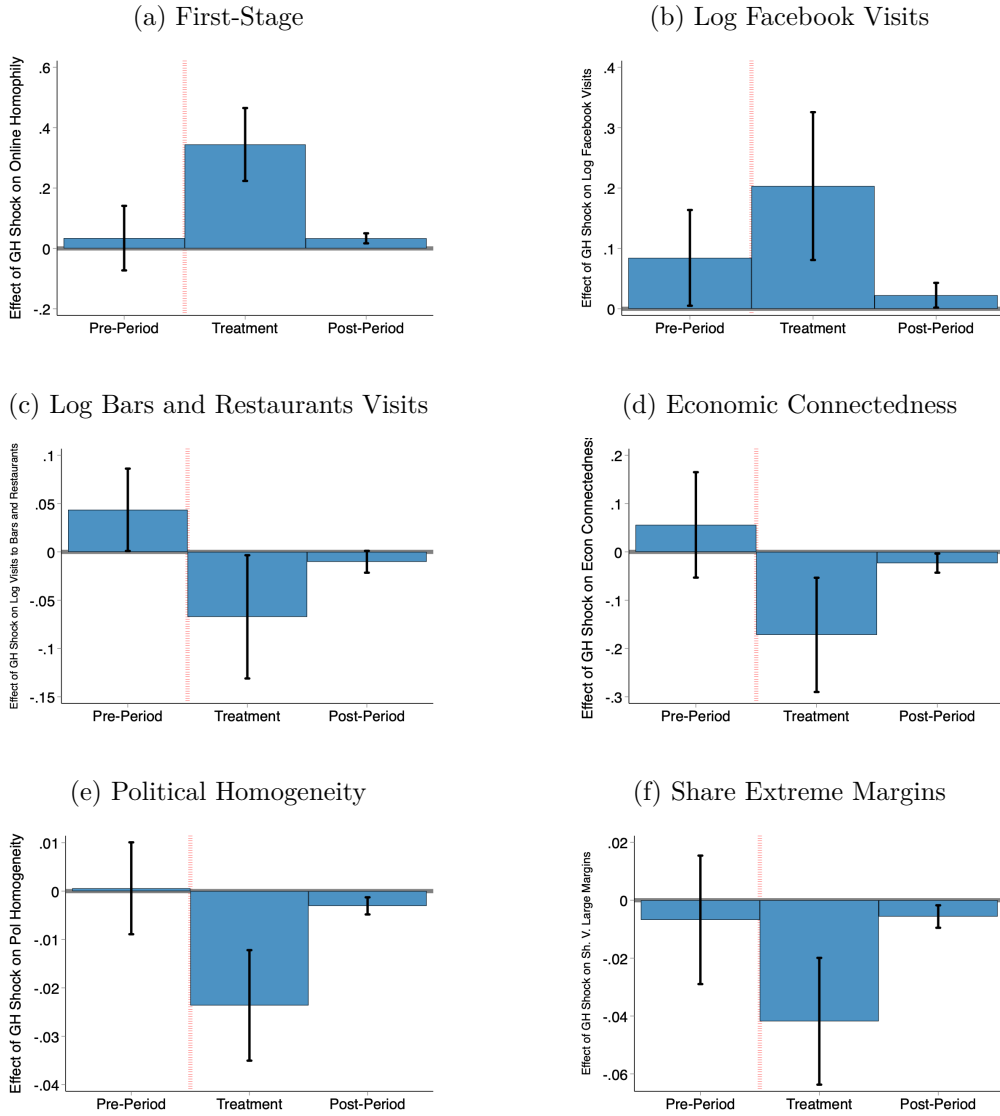 (a) First-Stage
Effect of GH Shock on Online Homophily
.6
.4
.2
0
-.2
Pre-Period Treatment Post-Period
(b) Log Facebook Visits
Effect of GH Shock on Log Facebook Visits
.4
.3
.2
.1
0
Pre-Period Treatment Post-Period
(c) Log Bars and Restaurants Visits
Effect of GH Shock on Log Visits to Bars and Restaurants
.1
.05
0
-.05
-.1
-.15
Pre-Period Treatment Post-Period
(d) Economic Connectedness
Effect of GH Shock on Econ Connectedness
.2
.1
0
-.1
-.2
-.3
Pre-Period Treatment Post-Period
(e) Political Homogeneity
Effect of GH Shock on Pol Homogeneity
.01
0
-.01
-.02
-.03
-.04
Pre-Period Treatment Post-Period
(f) Share Extreme Margins
Effect of GH Shock on Sh. V. Large Margins
.02
0
-.02
-.04
-.06
Pre-Period Treatment Post-Period